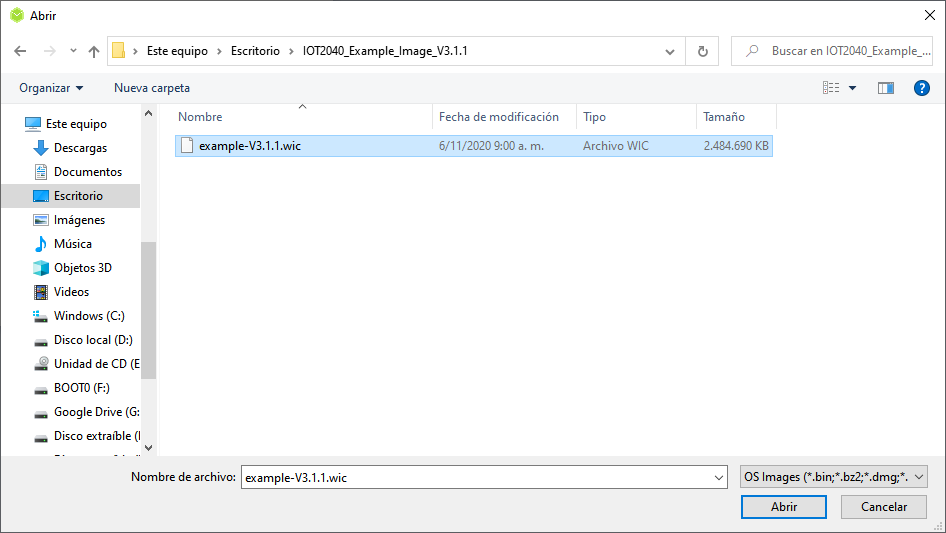 Abrir
Este equipo > Escritorio > IOT2040_Example_Image_V3.1.1
Buscar en IOT2040_Example_...
Organizar
Nueva carpeta
Nombre
Fecha de modificación
Tipo
Tamaño
example-V3.1.1.wic
6/11/2020 9:00 a. m.
Archivo WIC
2.484.690 KB
Este equipo
Descargas
Documentos
Escritorio
Imágenes
Música
Objetos 3D
Videos
Windows (C:)
Disco local (D:)
Unidad de CD (E
BOOT0 (F:)
Google Drive (G:
Disco extraíble (
Nombre de archivo:
example-V3.1.1.wic
OS Images (*.bin;*.bz2;*.dmg;*.
Abrir
Cancelar